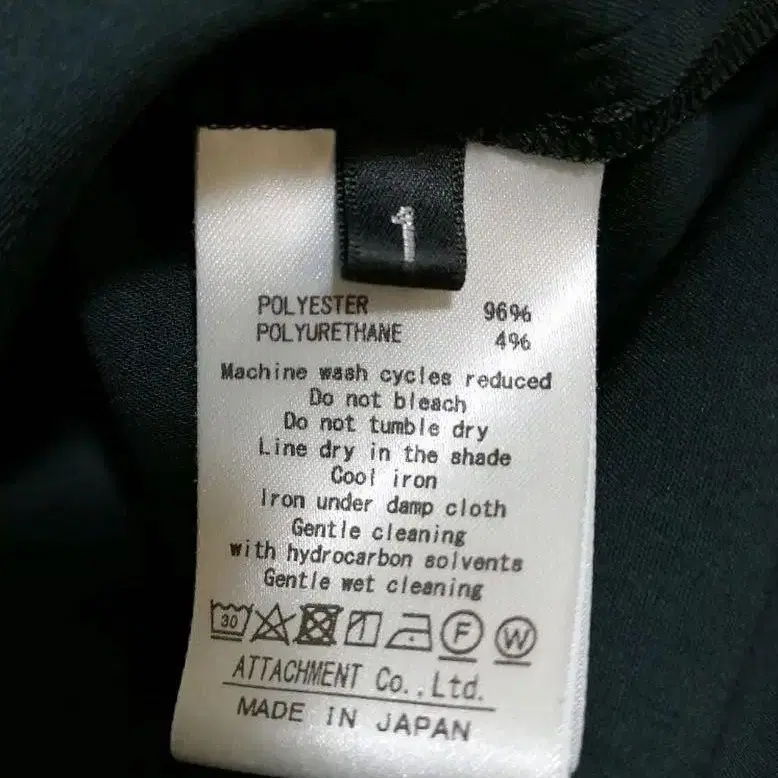 1
POLYESTER 96%
POLYURETHANE 4%
Machine wash cycles reduced
Do not bleach
Do not tumble dry
Line dry in the shade
Cool iron
Iron under damp cloth
Gentle cleaning
with hydrocarbon solvents
Gentle wet cleaning
30 F W
ATTACHMENT Co.,Ltd.
MADE IN JAPAN